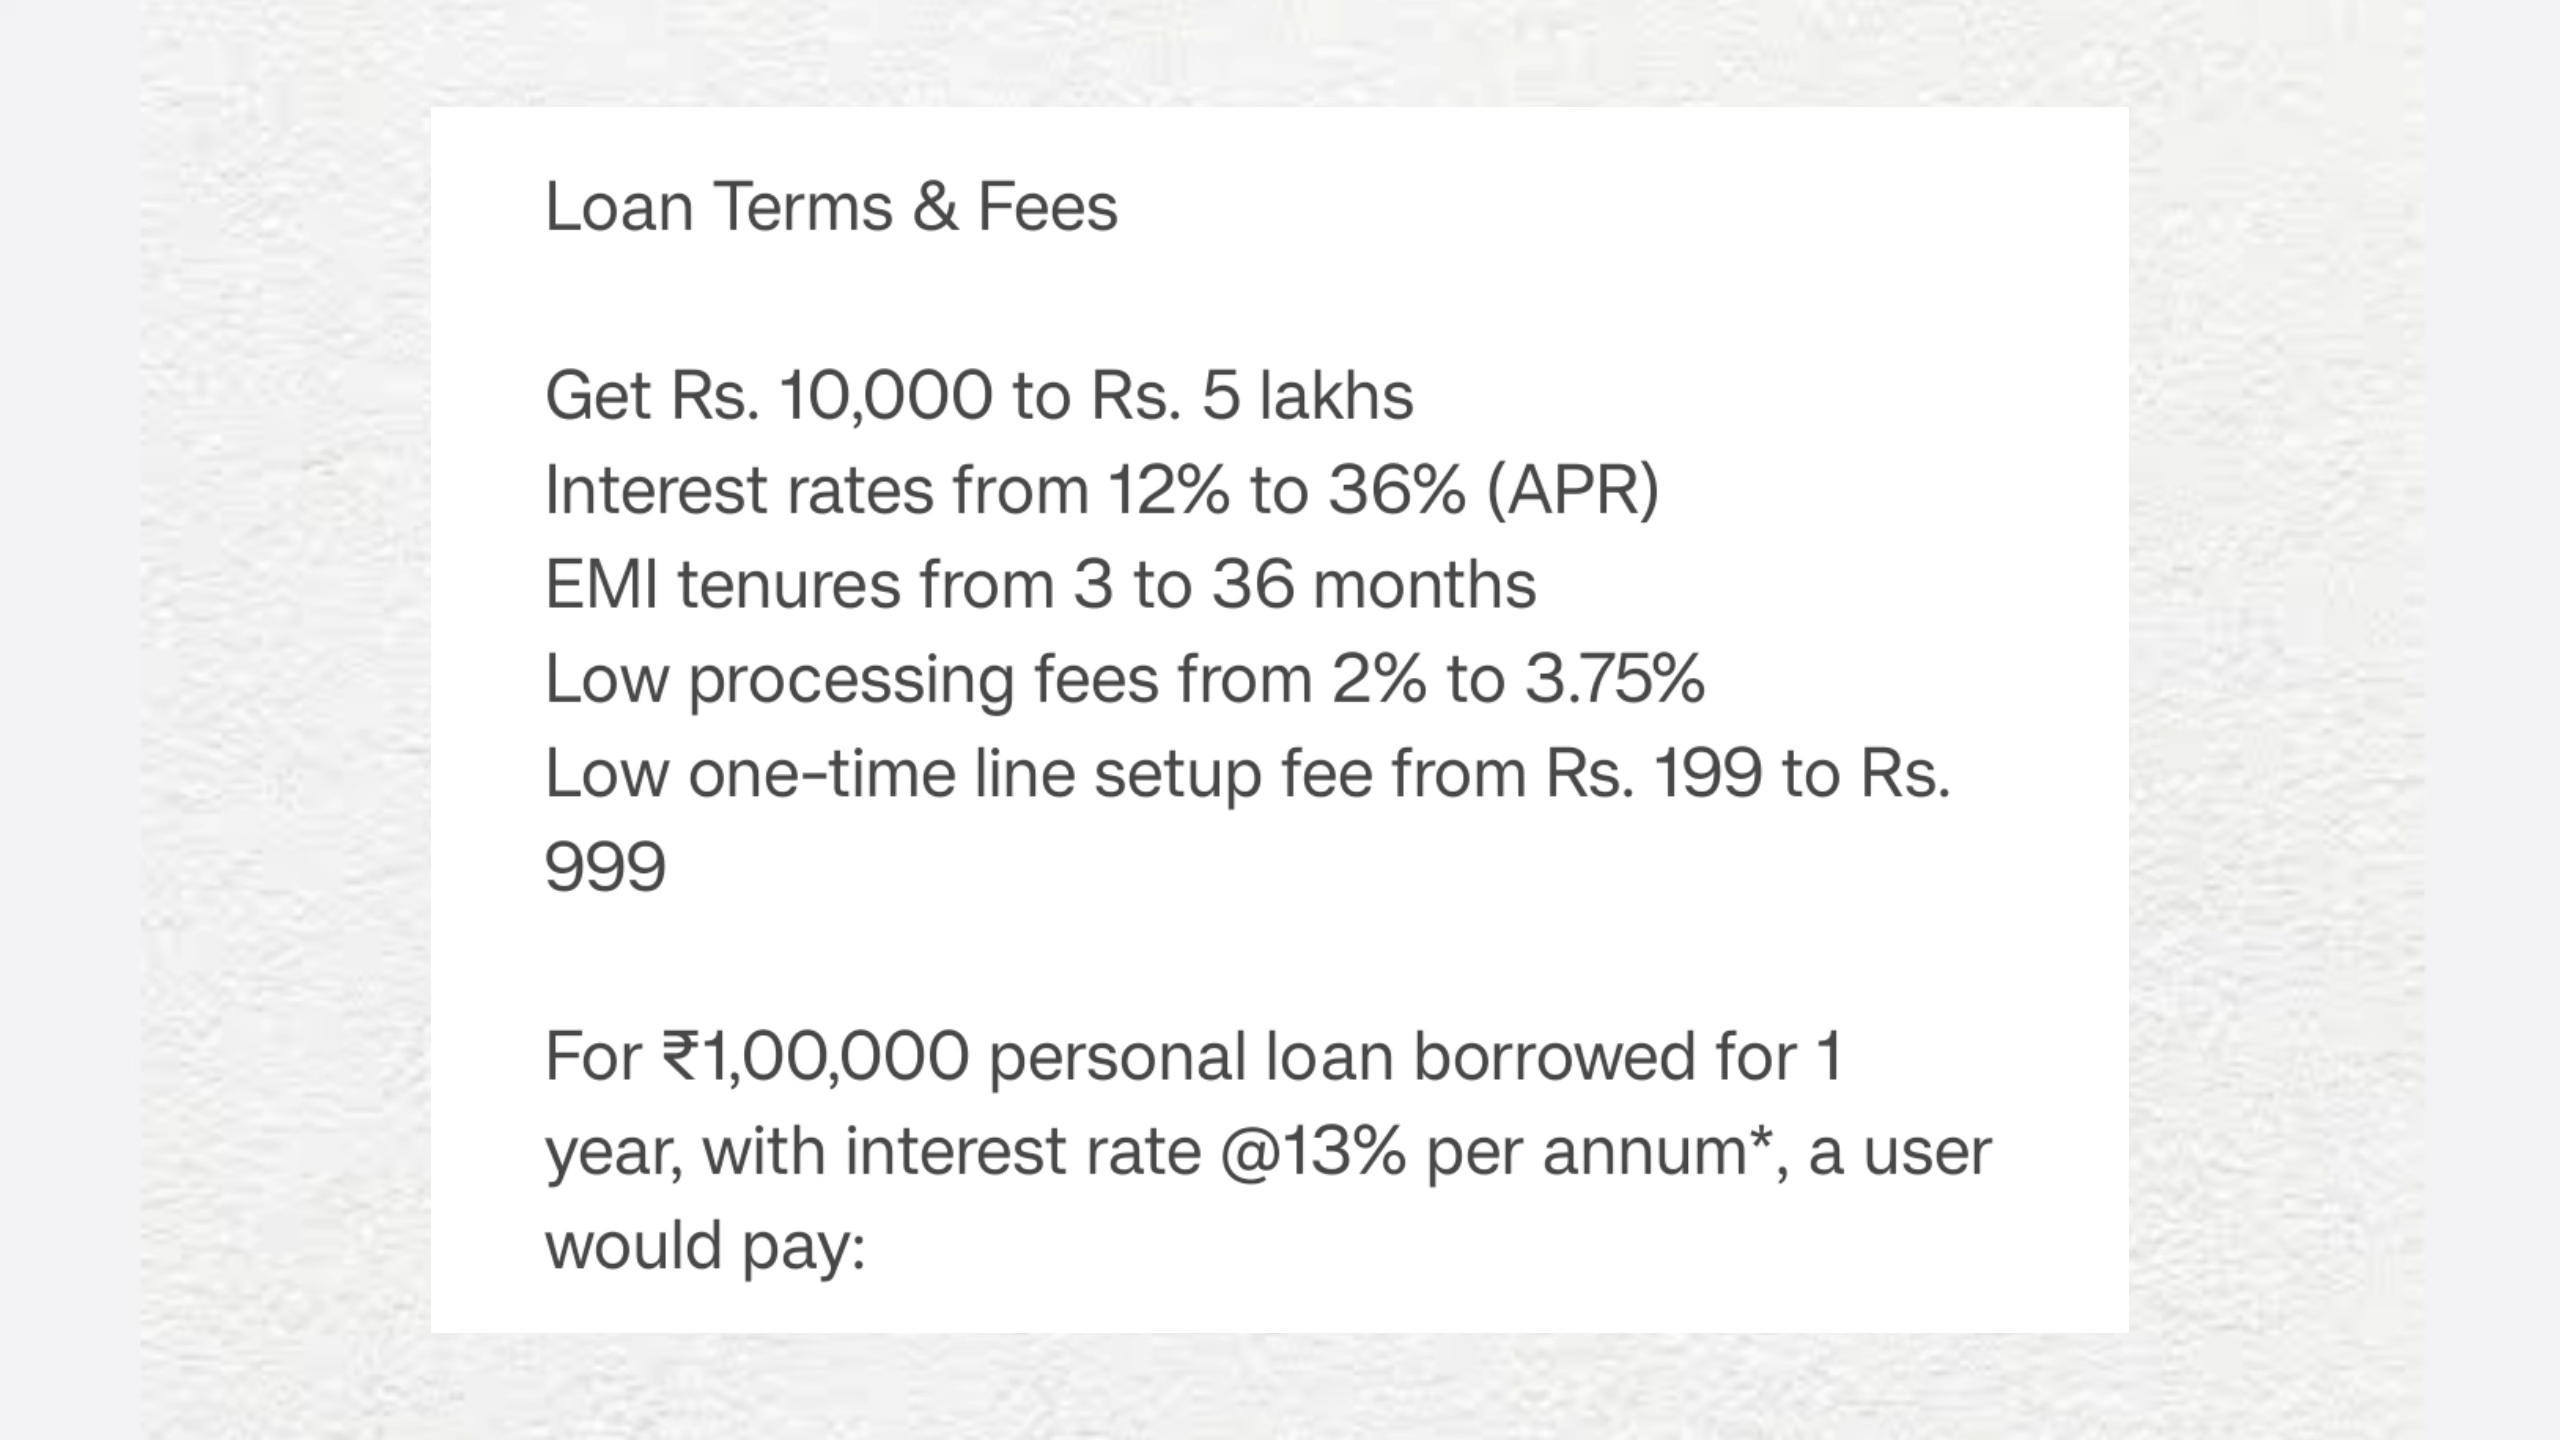 Loan Terms & Fees
Get Rs. 10,000 to Rs. 5 lakhs
Interest rates from 12% to 36% (APR)
EMI tenures from 3 to 36 months
Low processing fees from 2% to 3.75%
Low one-time line setup fee from Rs. 199 to Rs.
999
For ₹1,00,000 personal loan borrowed for 1
year, with interest rate @13% per annum*, a user
would pay: